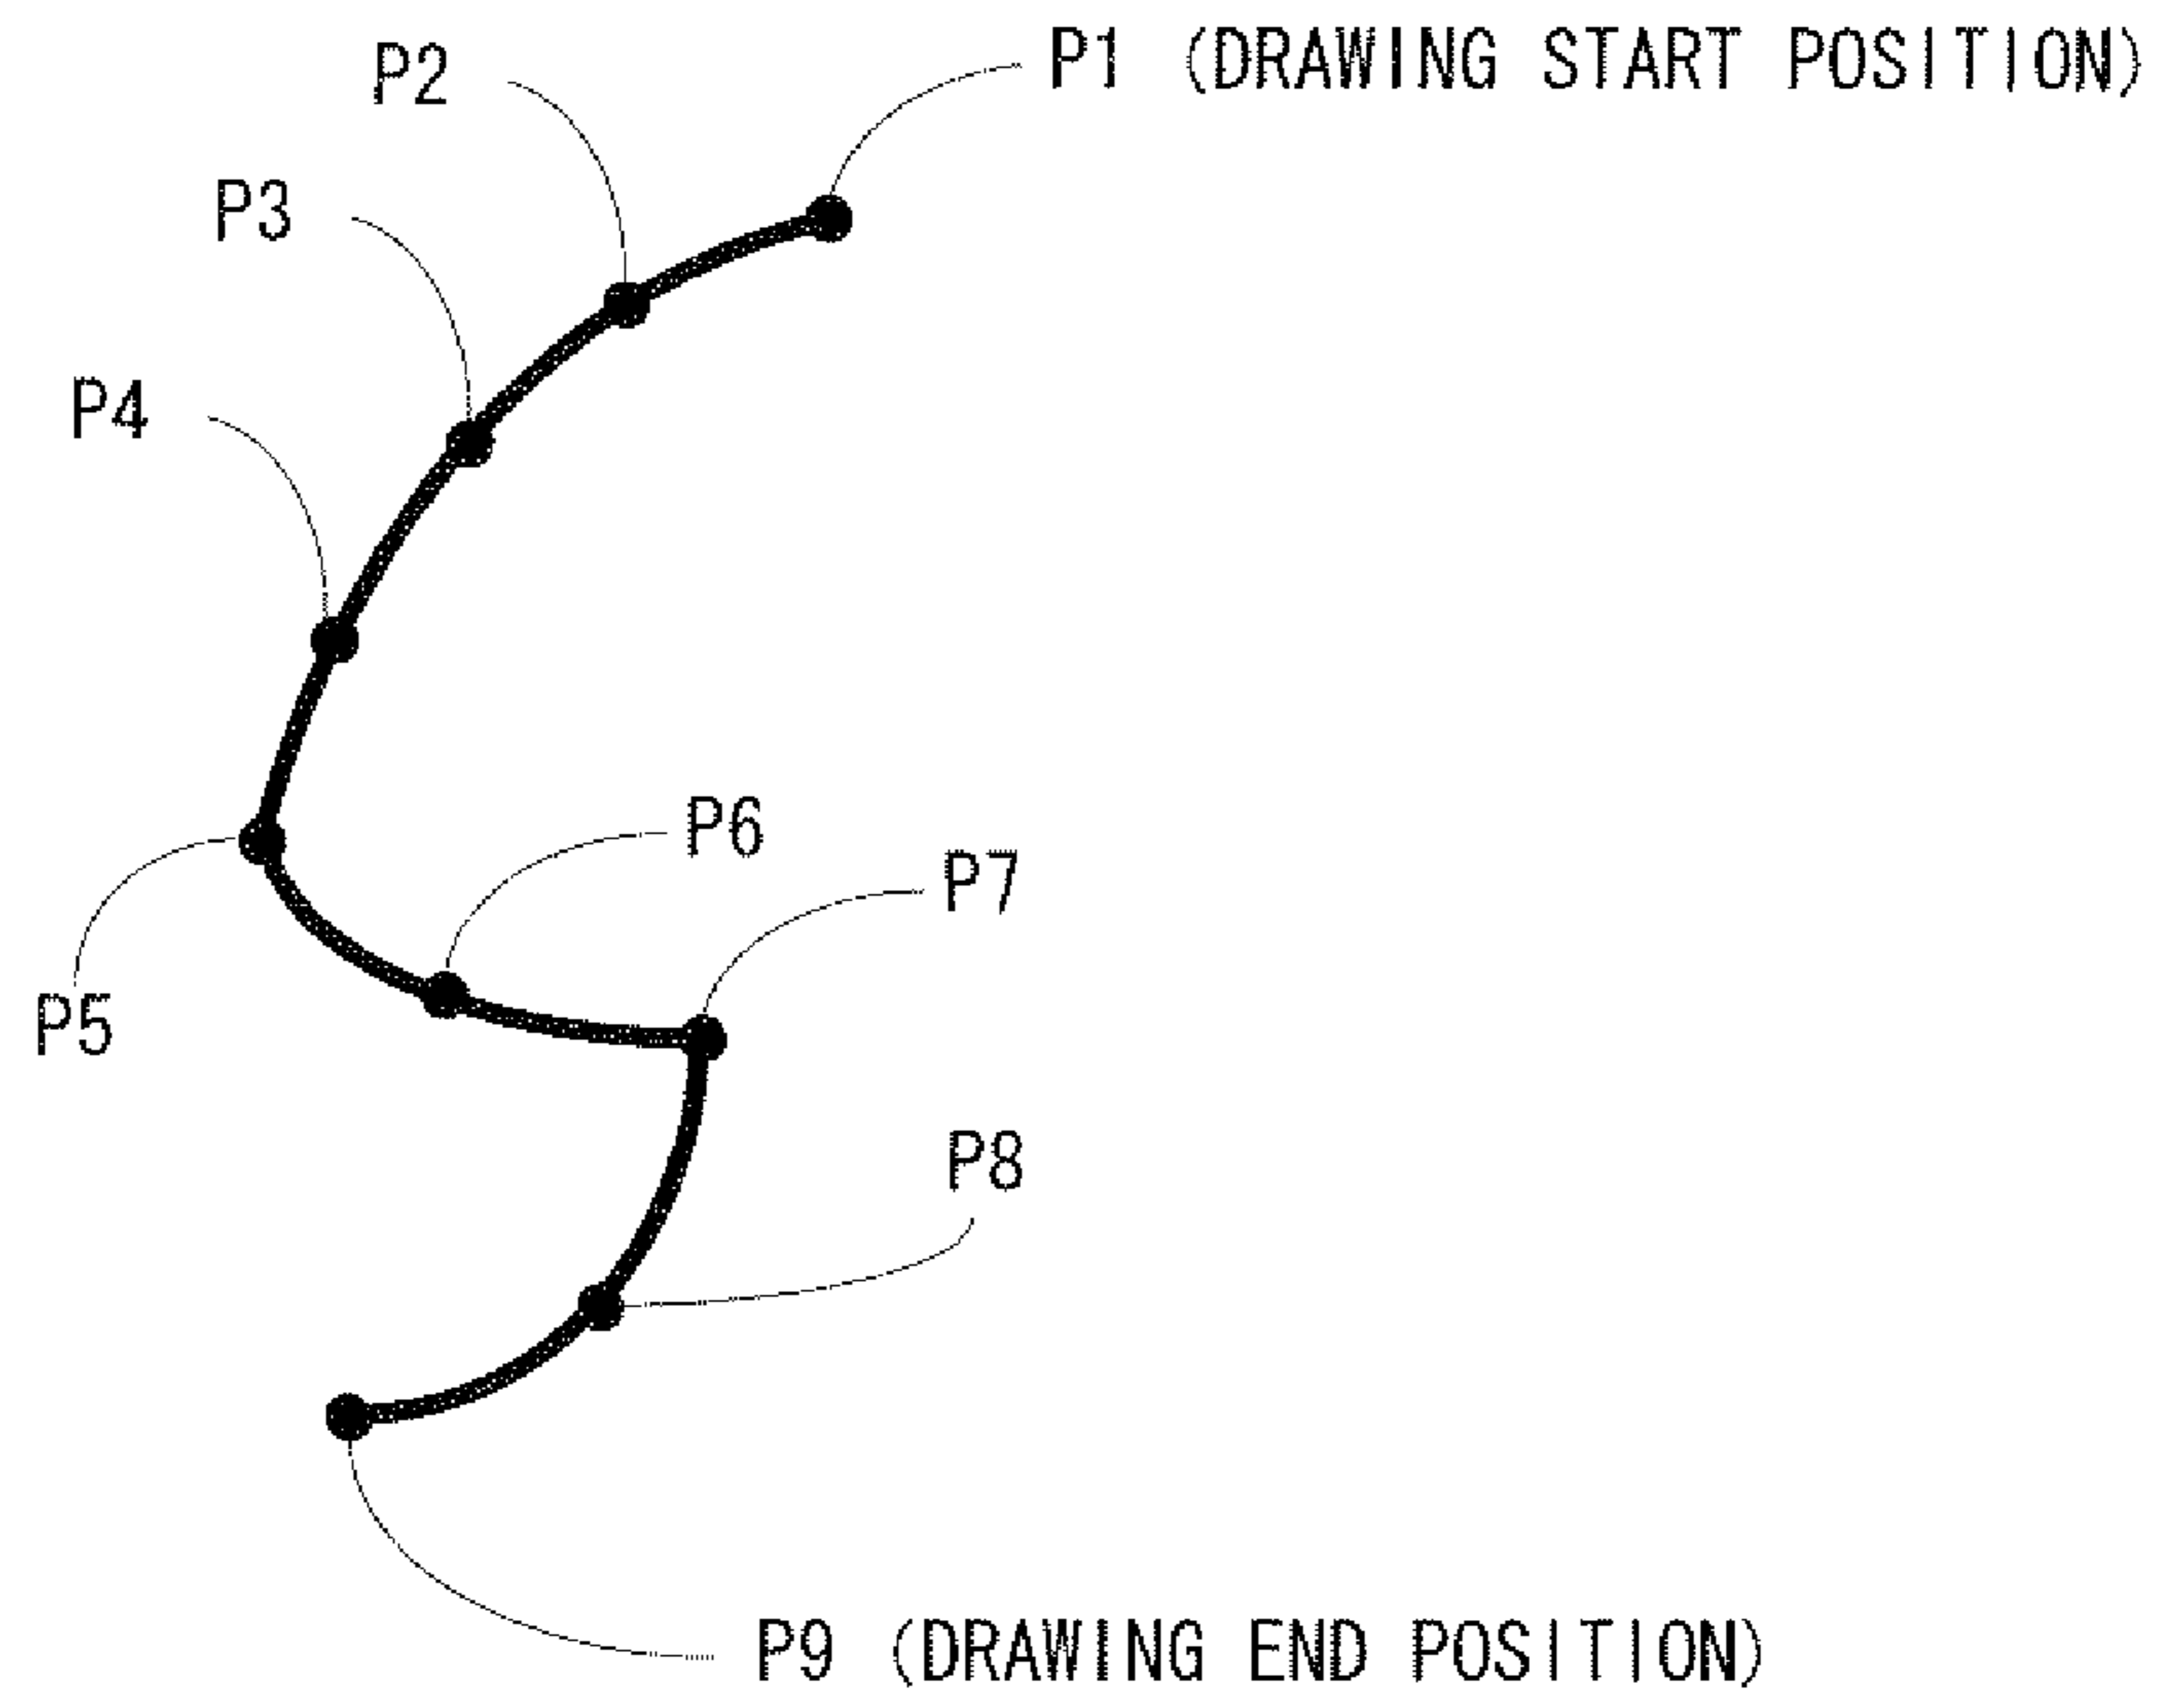 P1 (DRAWING START POSITION)
P2
P3
P4
P6
P7
P5
P8
P9 (DRAWING END POSITION)